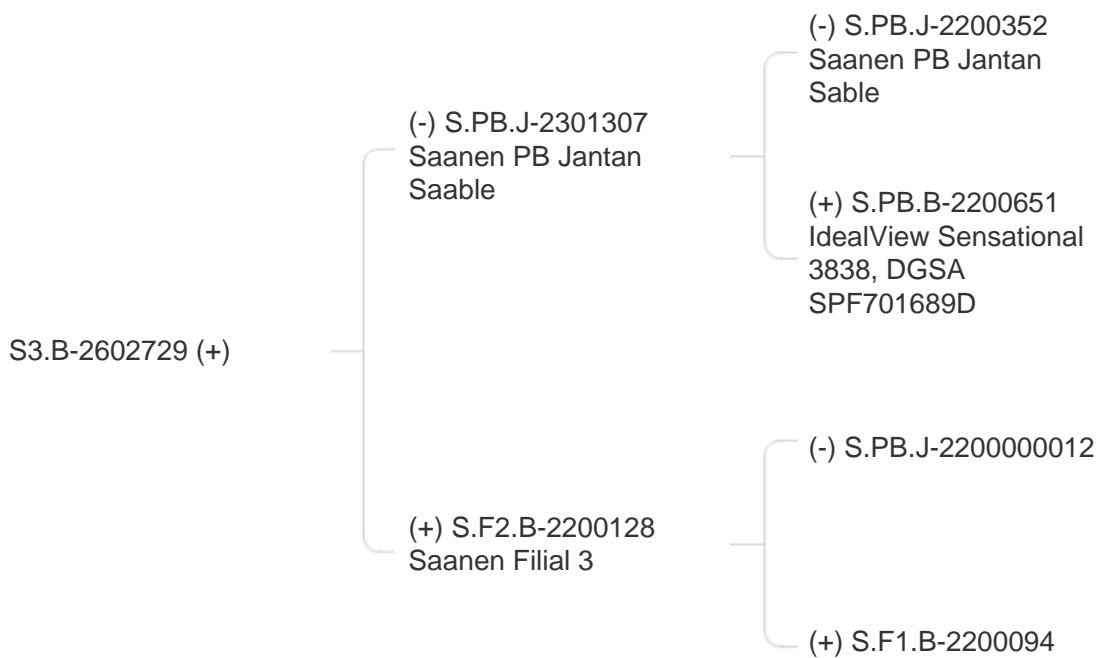 (-) S.PB.J-2200352
Saanen PB Jantan
Sable
(-) S.PB.J-2301307
Saanen PB Jantan
Saable
(+) S.PB.B-2200651
IdealView Sensational
3838, DGSA
SPF701689D
S3.B-2602729 (+)
(-) S.PB.J-2200000012
(+) S.F2.B-2200128
Saanen Filial 3
(+) S.F1.B-2200094